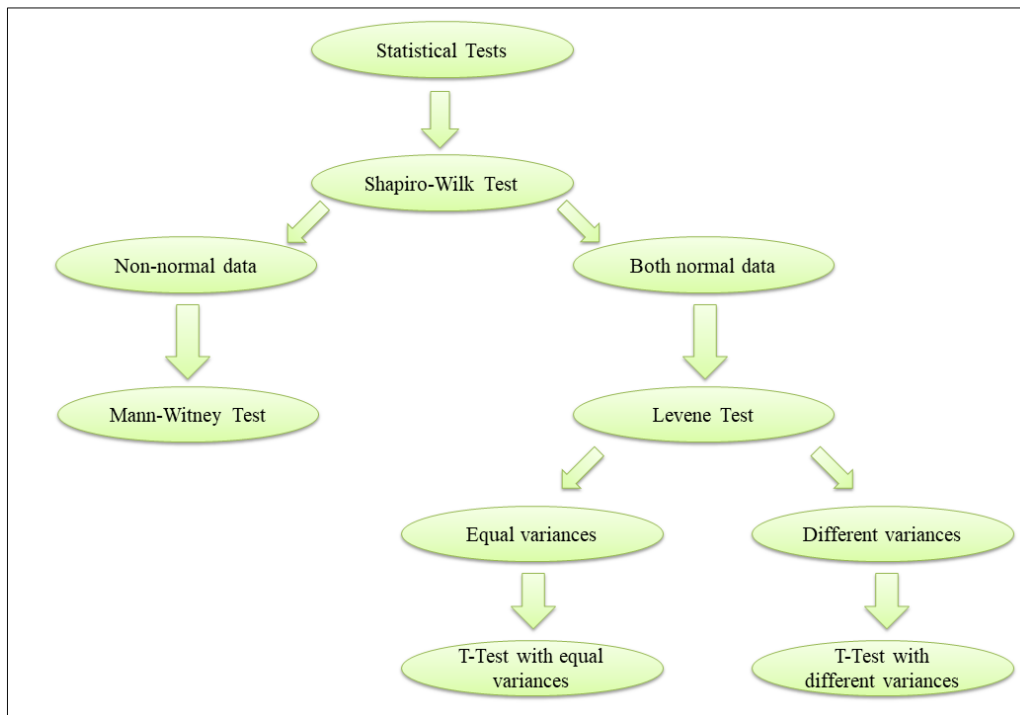 Statistical Tests
Shapiro-Wilk Test
Non-normal data
Both normal data
Mann-Witney Test
Levene Test
Equal variances
Different variances
T-Test with equal
variances
T-Test with
different variances